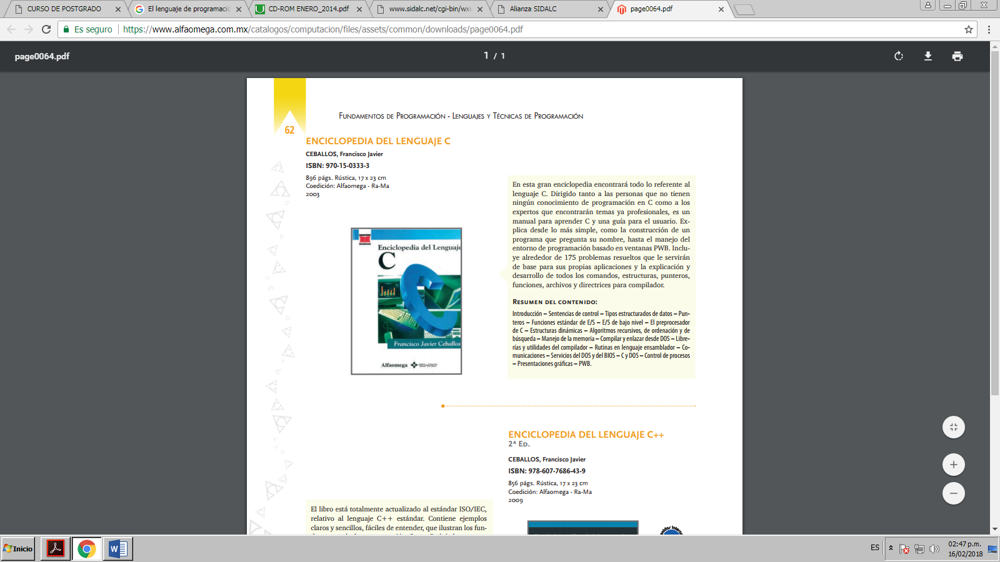 CURSO DE POSTGRADO
El lenguaje de programació
CD-ROM ENERO_2014.pdf
www.sidalc.net/cgi-bin/wxi
Alianza SIDALC
page0064.pdf
Es seguro
https://www.alfaomega.com.mx/catalogos/computacion/files/assets/common/downloads/page0064.pdf
page0064.pdf
1 / 1
FUNDAMENTOS DE PROGRAMACIÓN - LENGUAJES Y TÉCNICAS DE PROGRAMACIÓN
62
ENCICLOPEDIA DEL LENGUAJE C
CEBALLOS, Francisco Javier
ISBN: 970-15-0333-3
896 págs. Rústica, 17 x 23 cm
Coedición: Alfaomega - Ra-Ma
2003
Enciclopedia del Lenguaje
C
Francisco Javier Ceballos
Alfaomega
En esta gran enciclopedia encontrará todo lo referente al
lenguaje C. Dirigido tanto a las personas que no tienen
ningún conocimiento de programación en C como a los
expertos que encontrarán temas ya profesionales, es un
manual para aprender C y una guía para el usuario. Ex-
plica desde lo más simple, como la construcción de un
programa que pregunta su nombre, hasta el manejo del
entorno de programación basado en ventanas PWB. Inclu-
ye alrededor de 175 problemas resueltos que le servirán
de base para sus propias aplicaciones y la explicación y
desarrollo de todos los comandos, estructuras, punteros,
funciones, archivos y directrices para compilador.
RESUMEN DEL CONTENIDO:
Introducción – Sentencias de control – Tipos estructurados de datos – Pun-
teros – Funciones estándar de E/S – E/S de bajo nivel – El preprocesador
de C – Estructuras dinámicas – Algoritmos recursivos, de ordenación y de
búsqueda – Manejo de la memoria – Compilar y enlazar desde DOS – Libre-
rías y utilidades del compilador – Rutinas en lenguaje ensamblador – Co-
municaciones – Servicios del DOS y del BIOS – C y DOS – Control de procesos
– Presentaciones gráficas – PWB.
ENCICLOPEDIA DEL LENGUAJE C++
2ª ED.
CEBALLOS, Francisco Javier
ISBN: 978-607-7686-43-9
856 págs. Rústica, 17 x 23 cm
Coedición: Alfaomega - Ra-Ma
2009
El libro está totalmente actualizado al estándar ISO/IEC,
relativo al lenguaje C++ estándar. Contiene ejemplos
claros y sencillos, fáciles de entender, que ilustran los fun-
Inicio
ES
02:47 p.m.
16/02/2018